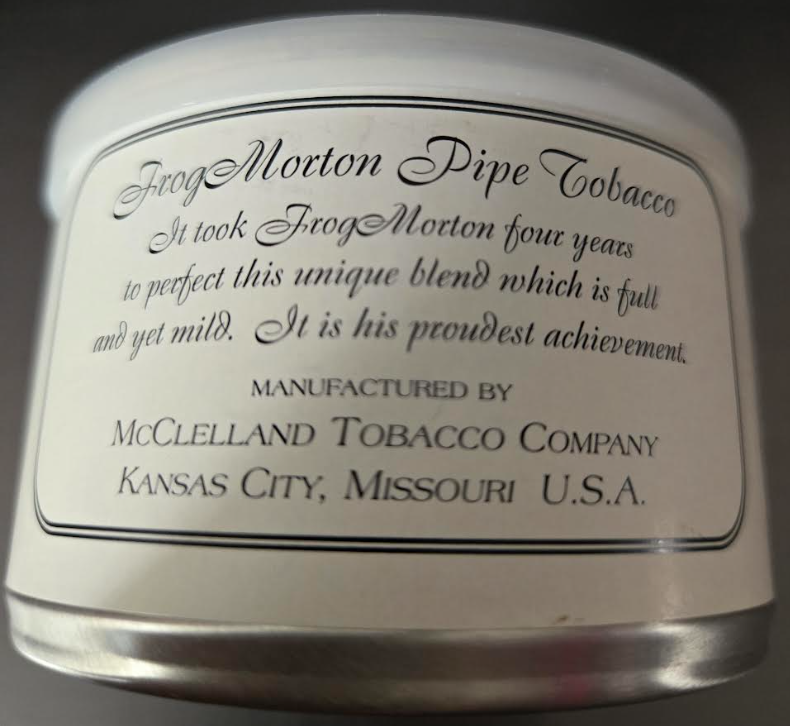 FrogMorton Pipe Tobacco
It took FrogMorton four years
to perfect this unique blend which is full
and yet mild. It is his proudest achievement.
MANUFACTURED BY
MCCLELLAND TOBACCO COMPANY
KANSAS CITY, MISSOURI U.S.A.